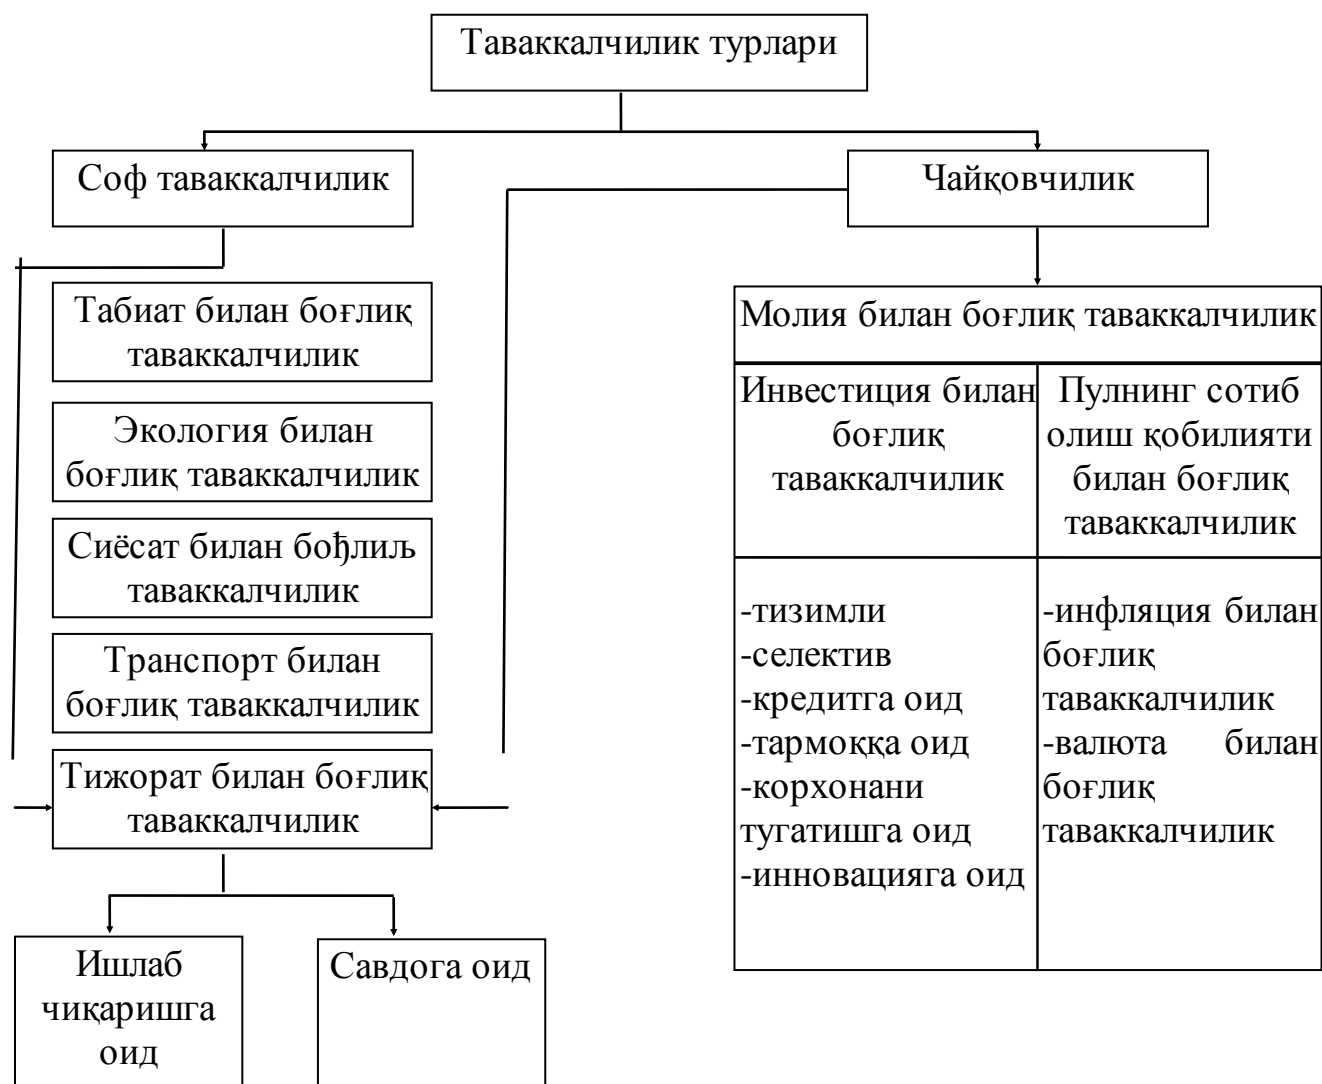 Таваккалчилик турлари
Соф таваккалчилик
Чайқовчилик
Табиат билан боғлиқ
таваккалчилик
Экология билан
боғлиқ таваккалчилик
Сиёсат билан бођлиљ
таваккалчилик
Транспорт билан
боғлиқ таваккалчилик
Тижорат билан боғлиқ
таваккалчилик
Ишлаб
чиқаришга
оид
Савдога оид
Молия билан боғлиқ таваккалчилик
Инвестиция билан
боғлиқ
таваккалчилик
Пулнинг сотиб
олиш қобилияти
билан боғлиқ
таваккалчилик
-тизимли
-селектив
-кредитга оид
-тармоққа оид
-корхонани
тугатишга оид
-инновацияга оид
-инфляция билан
боғлиқ
таваккалчилик
-валюта билан
боғлиқ
таваккалчилик